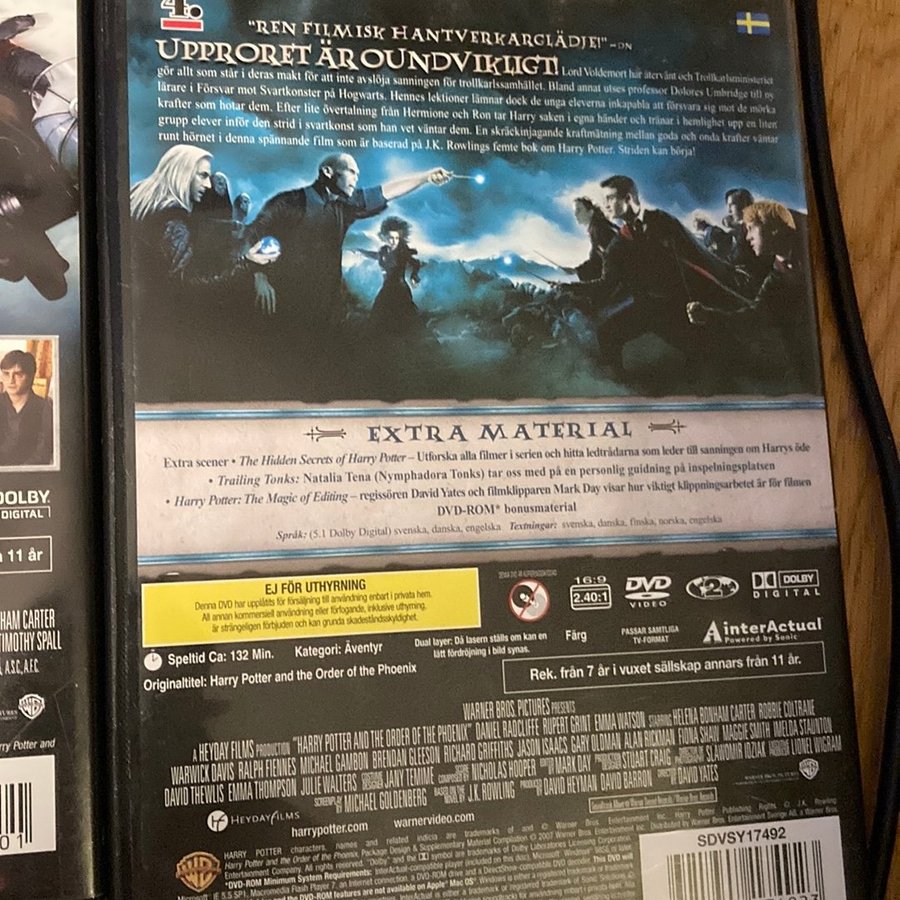 4.
"REN FILMISK HANTVERKARGLÄDJE!" –DN
UPPRORET ÄR OUNDVIKLIGT! Lord Voldemort har återvänt och Trollkarlsministeriet
gör allt som står i deras makt för att inte avslöja sanningen för trollkarlssamhället. Bland annat utses professor Dolores Umbridge till ny
lärare i Försvar mot Svartkonster på Hogwarts. Hennes lektioner lämnar dock de unga eleverna inkapabla att försvara sig mot de mörka
krafter som hotar dem. Efter lite övertalning från Hermione och Ron tar Harry saken i egna händer och tränar i hemlighet upp en liten
grupp elever inför den strid i svartkonst som han vet väntar dem. En skräckinjagande kraftmätning mellan goda och onda krafter väntar
runt hörnet i denna spännande film som är baserad på J.K. Rowlings femte bok om Harry Potter. Striden kan börja!
EXTRA MATERIAL
Extra scener • The Hidden Secrets of Harry Potter – Utforska alla filmer i serien och hitta ledtrådarna som leder till sanningen om Harrys öde
• Trailing Tonks: Natalia Tena (Nymphadora Tonks) tar oss med på en personlig guidning på inspelningsplatsen
• Harry Potter: The Magic of Editing – regissören David Yates och filmklipparen Mark Day visar hur viktigt klippningsarbetet är för filmen
DVD-ROM* bonusmaterial
Språk: (5.1 Dolby Digital) svenska, danska, engelska Textningar: svenska, danska, finska, norska, engelska
EJ FÖR UTHYRNING
Denna DVD har upplåtits för försäljning till användning enbart i privata hem.
All annan kommersiell användning eller förfogande, inklusive uthyrning,
är strängeligen förbjuden och kan grunda skadeståndsskyldighet.
16:9
2.40:1
DVD
VIDEO
2
DOLBY
DIGITAL
Speltid Ca: 132 Min.
Kategori: Äventyr
Dual layer: Då lasern ställs om kan en
lätt fördröjning i bild synas.
Färg
PASSAR SAMTLIGA
TV-FORMAT
interActual
Powered by Sonic
Originaltitel: Harry Potter and the Order of the Phoenix
Rek. från 7 år i vuxet sällskap annars från 11 år.
WARNER BROS. PICTURES PRESENTS
A HEYDAY FILMS PRODUCTION "HARRY POTTER AND THE ORDER OF THE PHOENIX" DANIEL RADCLIFFE RUPERT GRINT EMMA WATSON STARRING HELENA BONHAM CARTER ROBBIE COLTRANE
WARWICK DAVIS RALPH FIENNES MICHAEL GAMBON BRENDAN GLEESON RICHARD GRIFFITHS JASON ISAACS GARY OLDMAN ALAN RICKMAN FIONA SHAW MAGGIE SMITH IMELDA STAUNTON
DAVID THEWLIS EMMA THOMPSON JULIE WALTERS JANY TEMIME NICHOLAS HOOPER MARK DAY STUART CRAIG SLAWOMIR IDZIAK LIONEL WIGRAM
MICHAEL GOLDENBERG BASED ON THE NOVEL BY J.K. ROWLING DAVID HEYMAN DAVID BARRON DAVID YATES
HEYDAY FILMS
harrypotter.com
warnervideo.com
SDVSY17492
DOLBY
DIGITAL
11 år
HAM CARTER
TIMOTHY SPALL
A.S.C., A.F.C.
rry Potter and
01